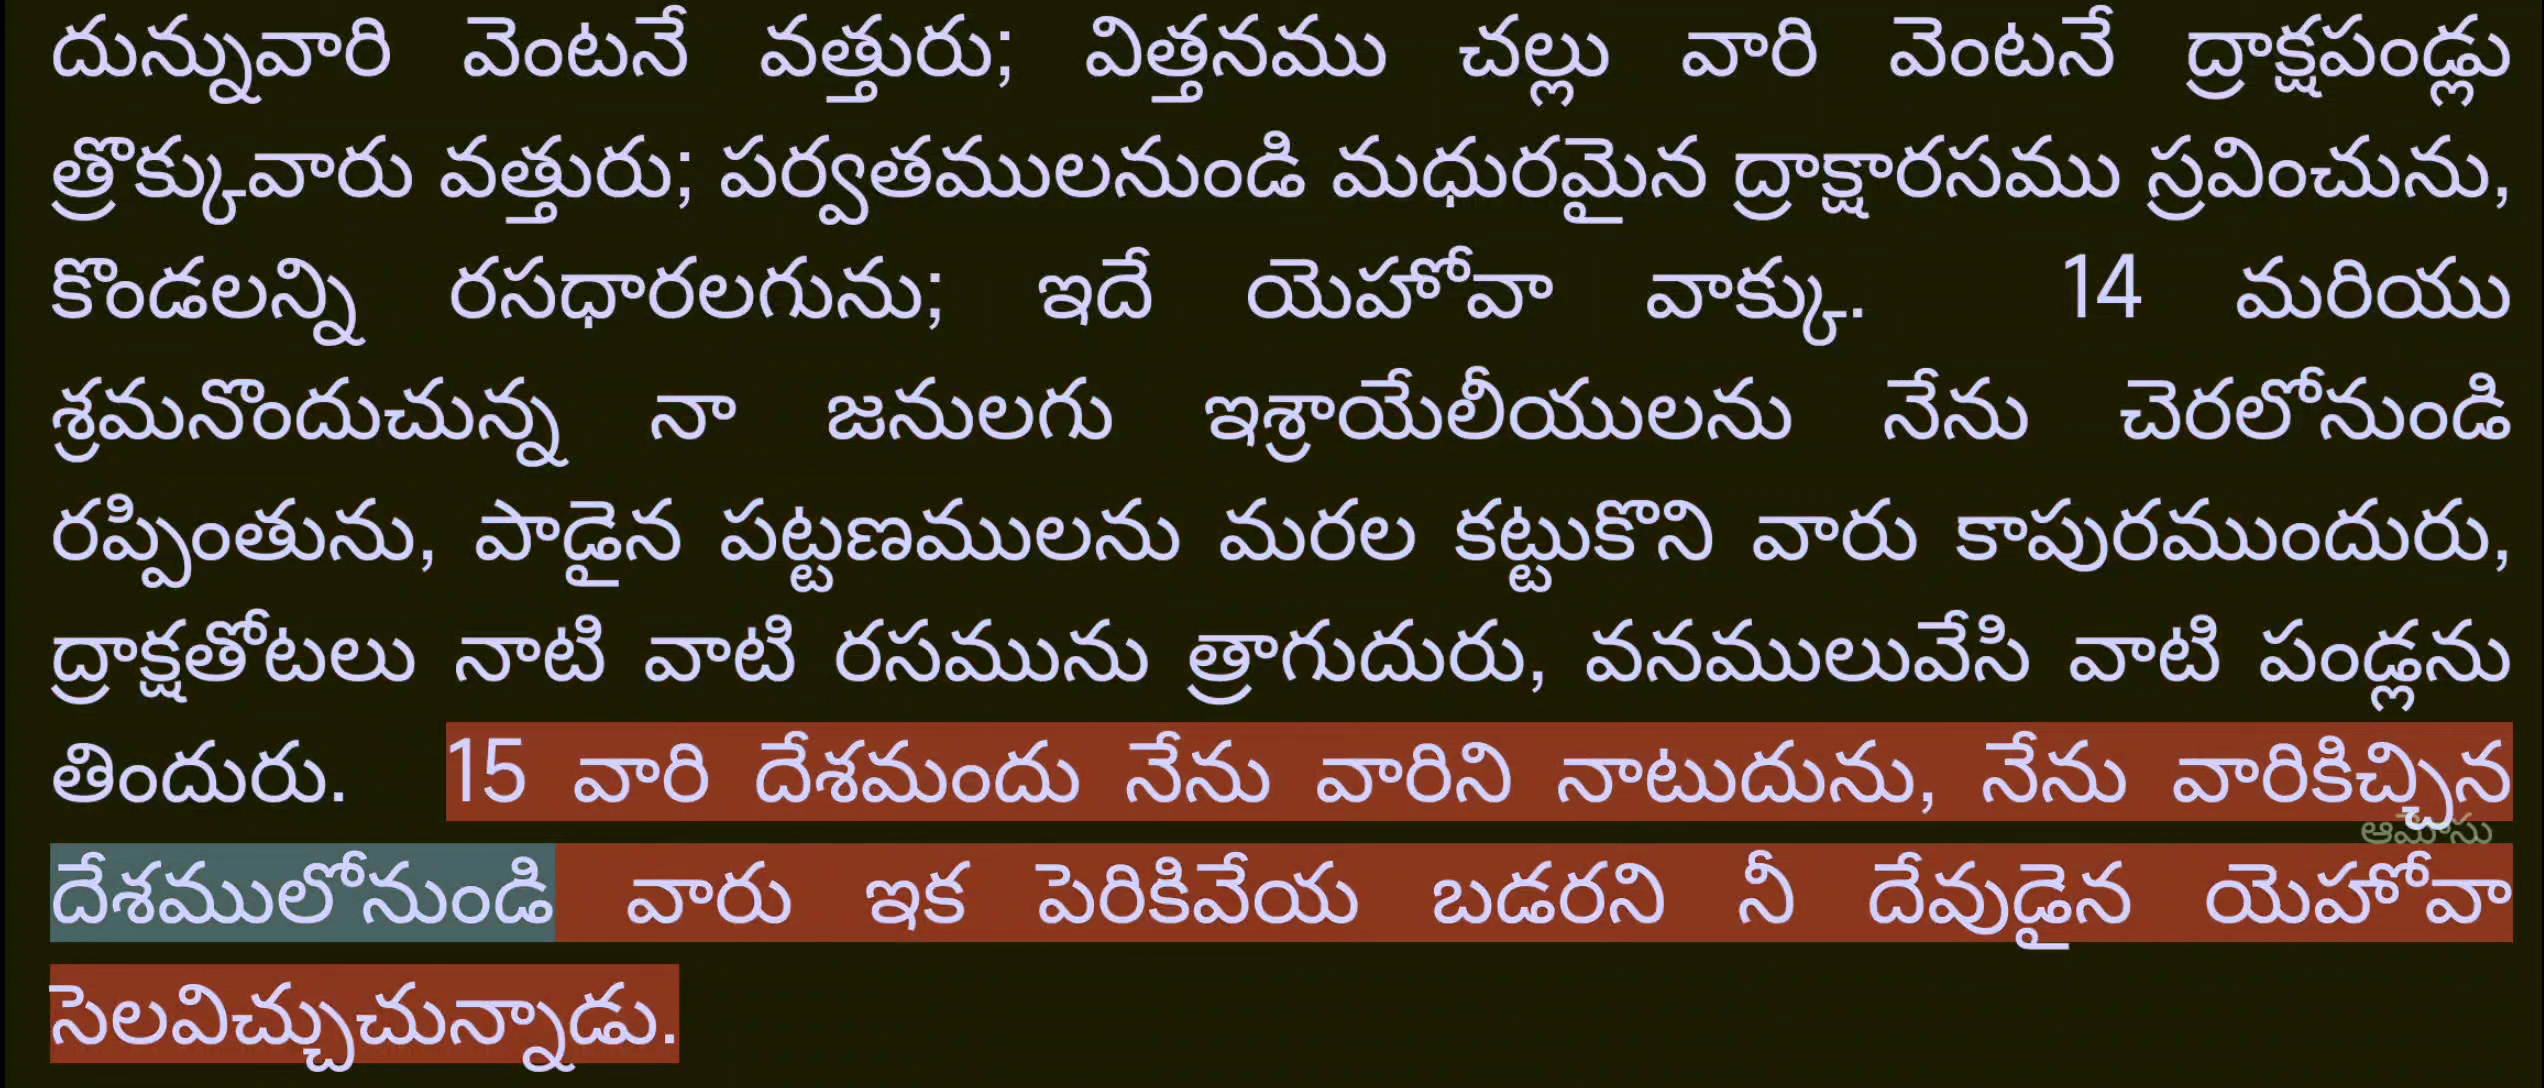 దున్నువారి వెంటనే వత్తురు; విత్తనము చల్లు వారి వెంటనే ద్రాక్షపండ్లు
త్రొక్కువారు వత్తురు; పర్వతములనుండి మధురమైన ద్రాక్షారసము స్రవించును,
కొండలన్ని రసధారలగును; ఇదే యెహోవా వాక్కు. 14 మరియు
శ్రమనొందుచున్న నా జనులగు ఇశ్రాయేలీయులను నేను చెరలోనుండి
రప్పింతును, పాడైన పట్టణములను మరల కట్టుకొని వారు కాపురముందురు,
ద్రాక్షతోటలు నాటి వాటి రసమును త్రాగుదురు, వనములువేసి వాటి పండ్లను
తిందురు. 15 వారి దేశమందు నేను వారిని నాటుదును, నేను వారికిచ్చిన
ఆమోసు
దేశములోనుండి వారు ఇక పెరికివేయ బడరని నీ దేవుడైన యెహోవా
సెలవిచ్చుచున్నాడు.